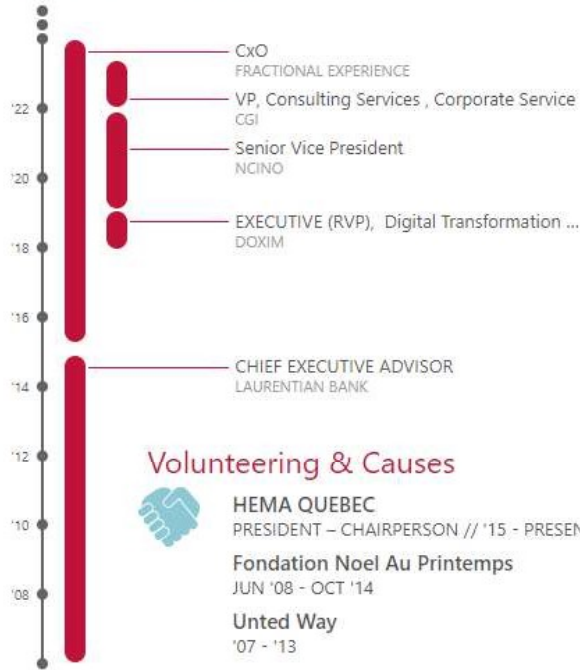 CxO
FRACTIONAL EXPERIENCE
'22
VP, Consulting Services , Corporate Service
CGI
Senior Vice President
NCINO
'20
EXECUTIVE (RVP), Digital Transformation ...
DOXIM
'18
'16
CHIEF EXECUTIVE ADVISOR
LAURENTIAN BANK
'14
'12
Volunteering & Causes
HEMA QUEBEC
PRESIDENT – CHAIRPERSON // '15 - PRESEN
'10
Fondation Noel Au Printemps
JUN '08 - OCT '14
'08
Unted Way
'07 - '13